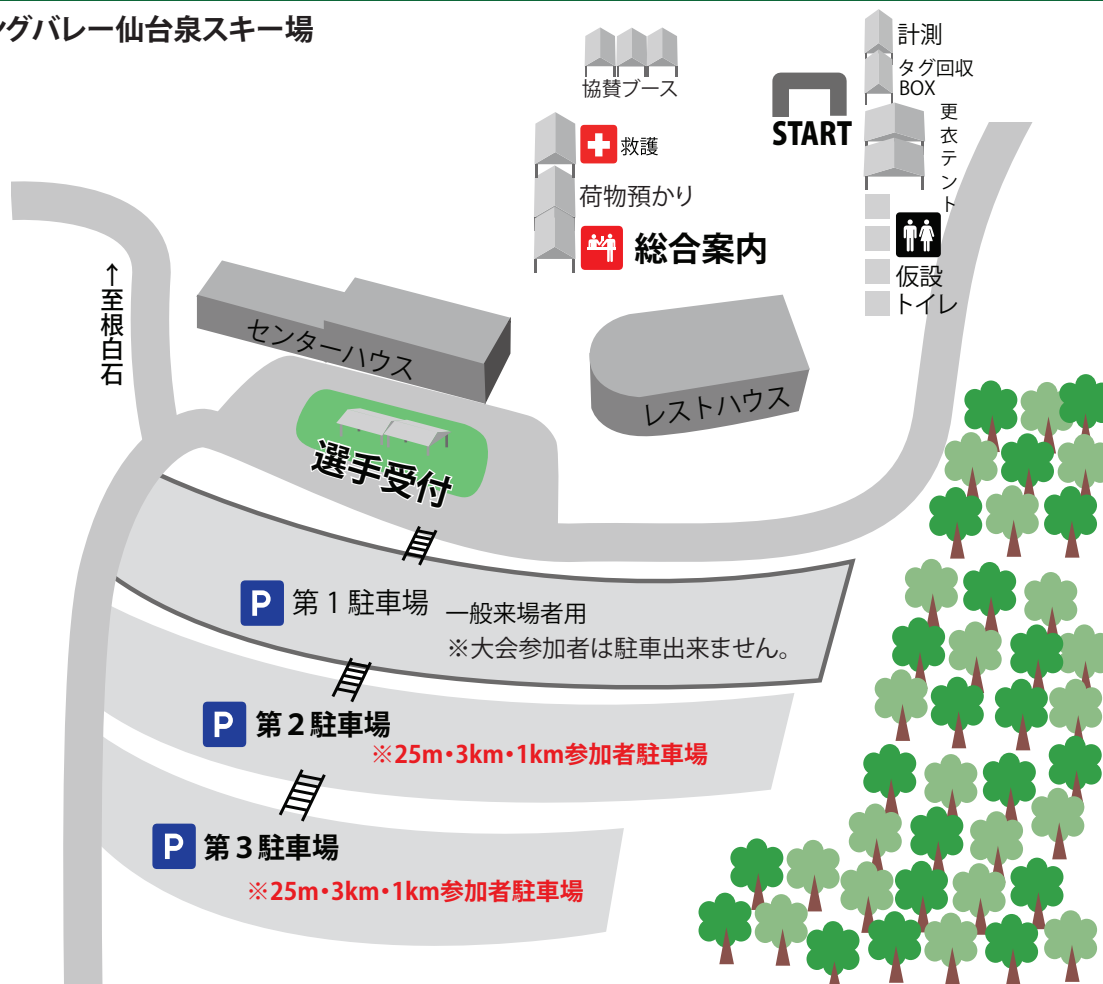 ングバレー仙台泉スキー場
協賛ブース
計測
タグ回収
BOX
START
更衣テント
救護
荷物預かり
総合案内
仮設
トイレ
↑至根白石
センターハウス
レストハウス
選手受付
P 第1駐車場 一般来場者用
※大会参加者は駐車出来ません。
P 第2駐車場
※25m・3km・1km参加者駐車場
P 第3駐車場
※25m・3km・1km参加者駐車場